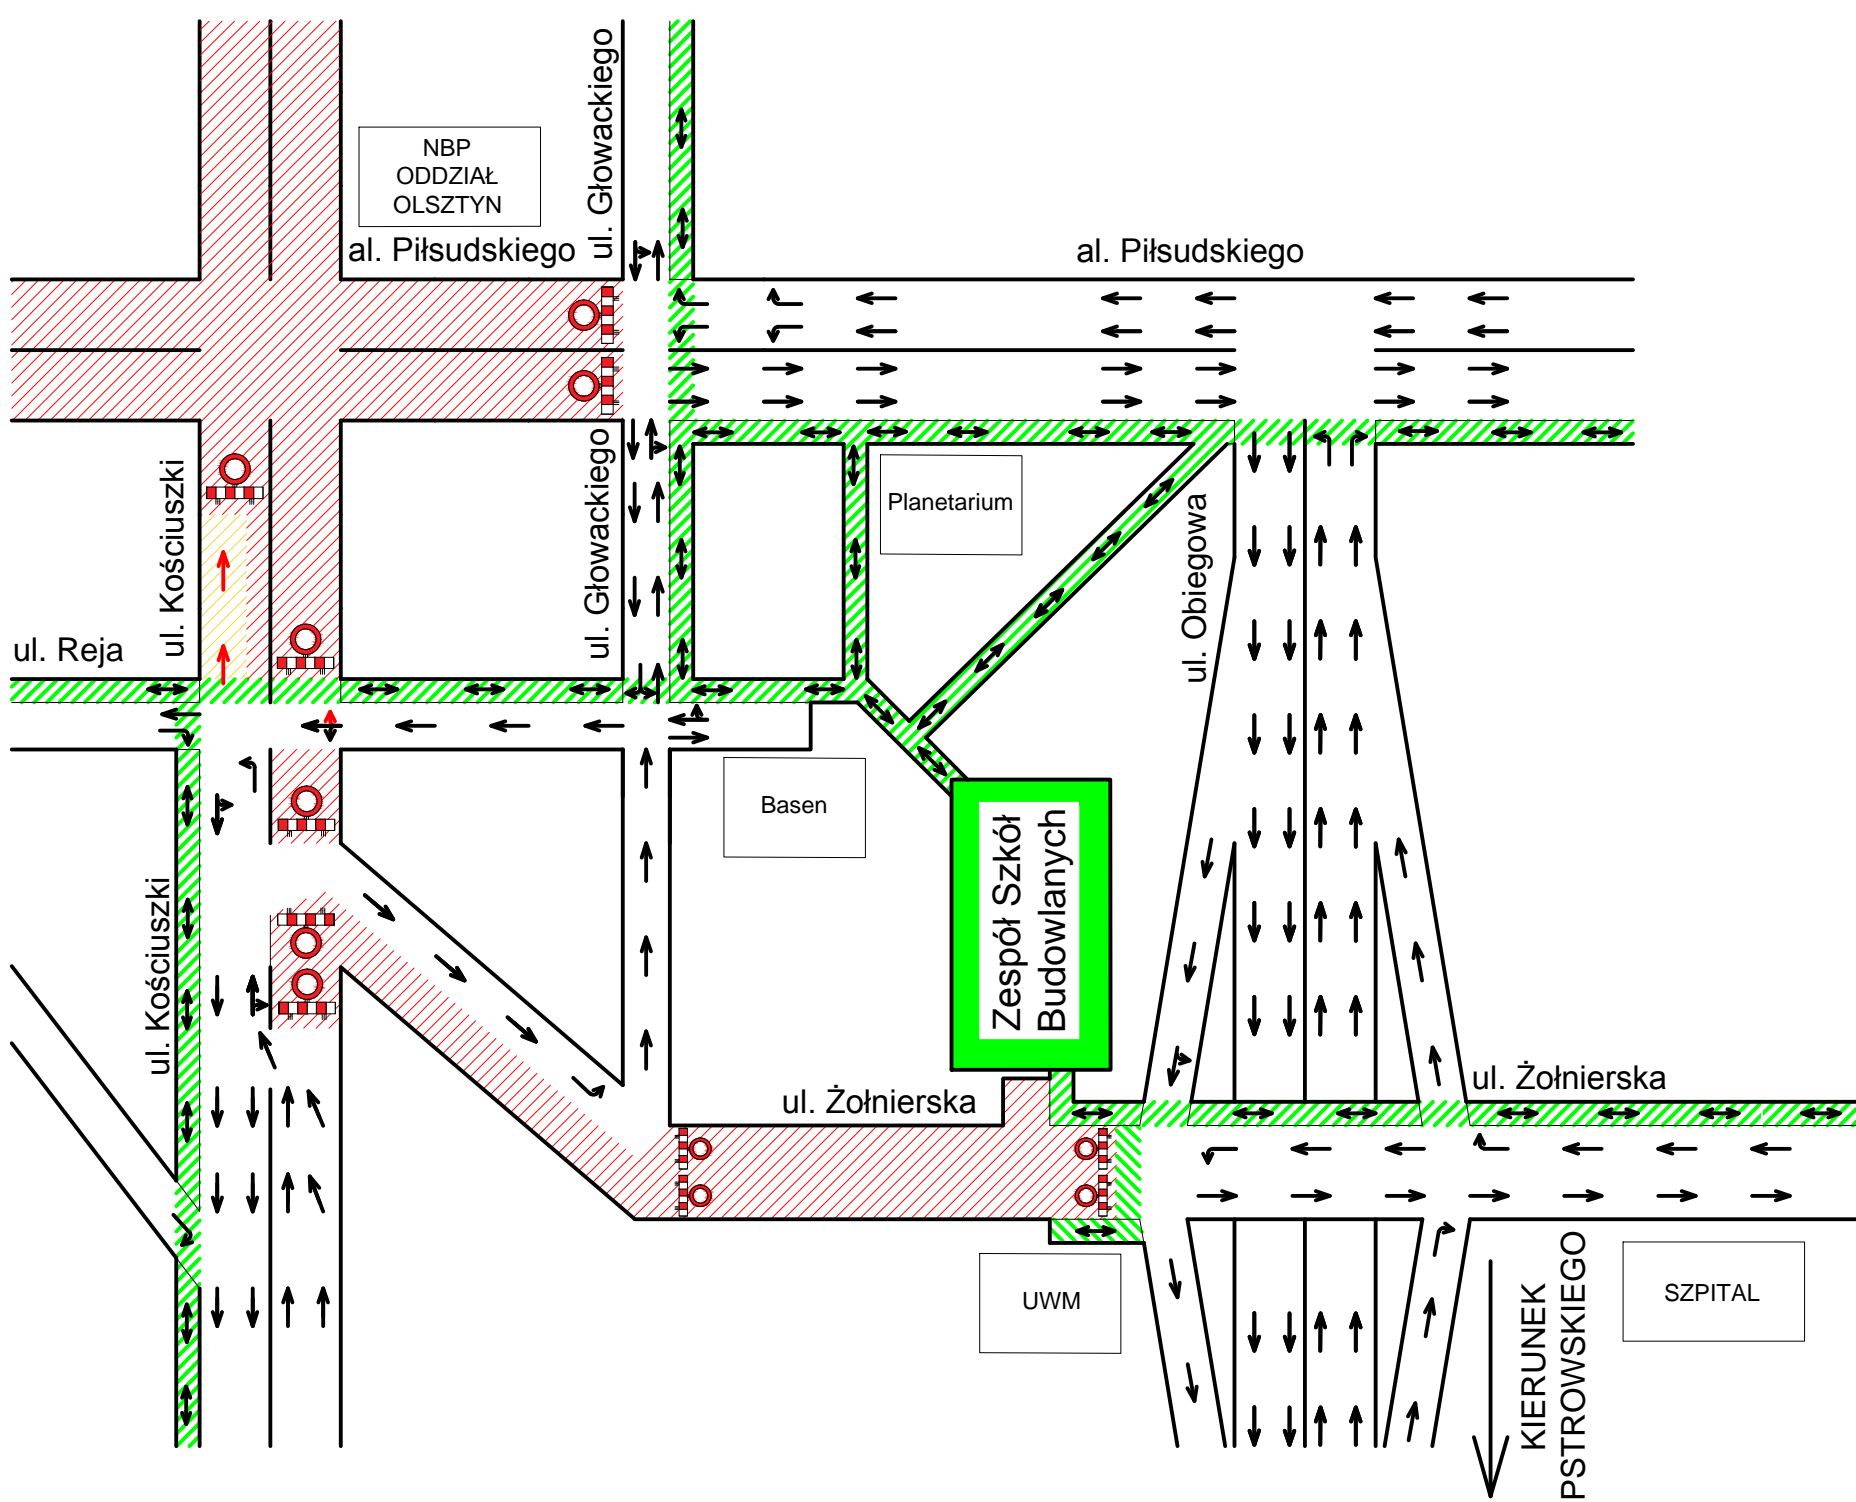 NBP
ODDZIAŁ
OLSZTYN
ul. Głowackiego
al. Piłsudskiego
al. Piłsudskiego
ul. Kościuszki
ul. Głowackiego
Planetarium
ul. Obiegowa
ul. Reja
Basen
Zespół Szkół
Budowlanych
ul. Kościuszki
ul. Żołnierska
ul. Żołnierska
UWM
KIERUNEK
PSTROWSKIEGO
SZPITAL